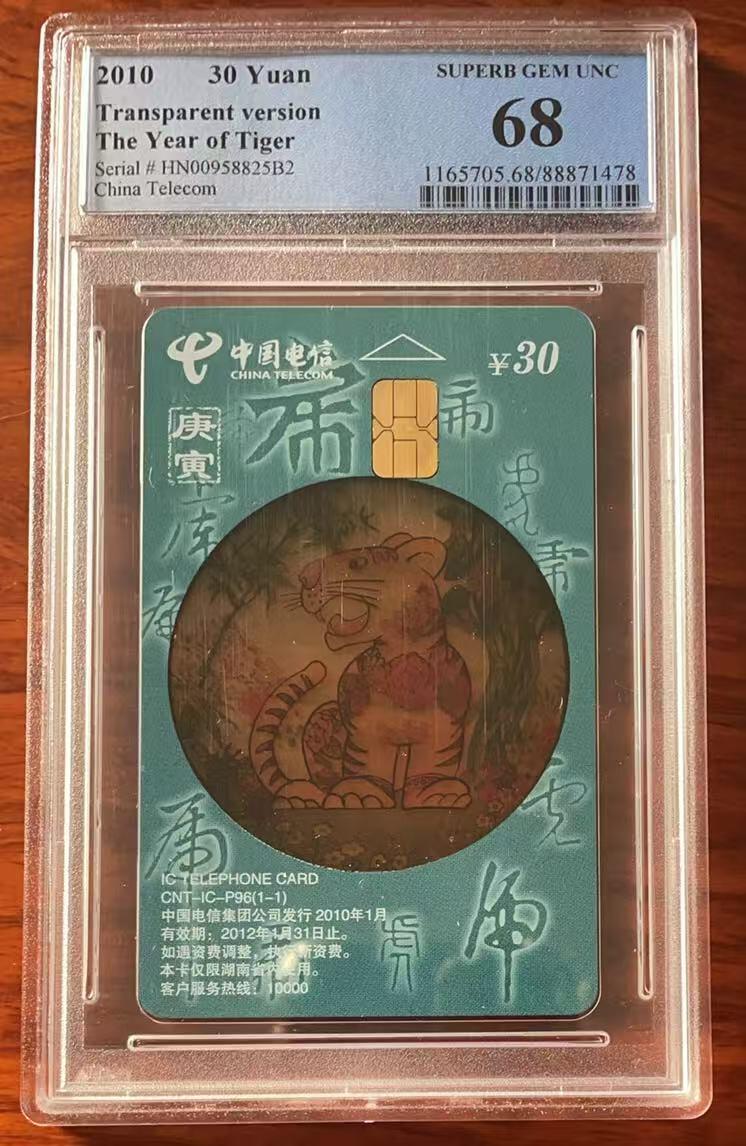 2010 30 Yuan
SUPERB GEM UNC
Transparent version
68
The Year of Tiger
Serial # HN00958825B2
1165705.68/88871478
China Telecom
中国电信
CHINA TELECOM
¥30
庚
寅
IC TELEPHONE CARD
CNT-IC-P96(1-1)
中国电信集团公司发行 2010年1月
有效期：2012年1月31日止。
如遇资费调整，执行新资费。
本卡仅限湖南省内使用。
客户服务热线：10000